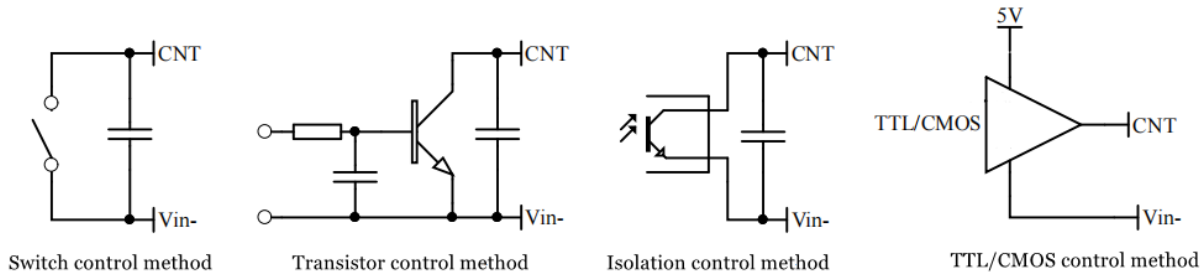 5V
CNT
CNT
CNT
TTL/CMOS
CNT
Vin-
Vin-
Vin-
Vin-
Switch control method
Transistor control method
Isolation control method
TTL/CMOS control method